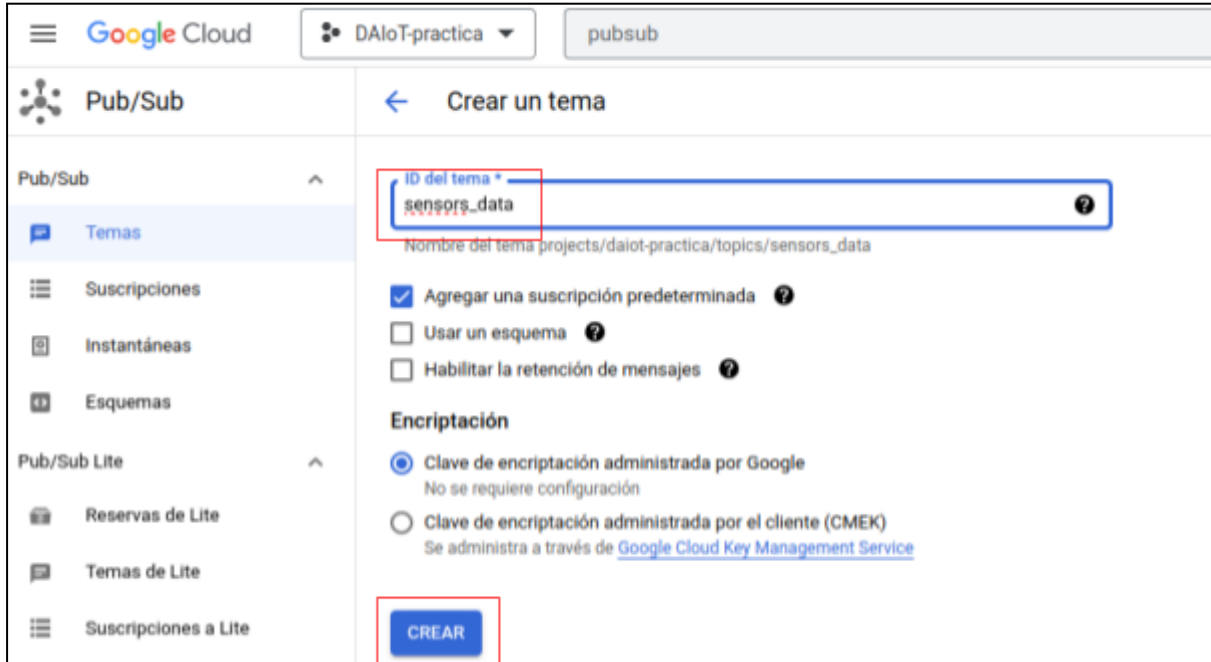 Google Cloud
DAIoT-practica
pubsub
Pub/Sub
Crear un tema
Pub/Sub
Temas
Suscripciones
Instantáneas
Esquemas
Pub/Sub Lite
Reservas de Lite
Temas de Lite
Suscripciones a Lite
ID del tema *
sensors_data
Nombre del tema projects/daiot-practica/topics/sensors_data
Agregar una suscripción predeterminada
Usar un esquema
Habilitar la retención de mensajes
Encriptación
Clave de encriptación administrada por Google
No se requiere configuración
Clave de encriptación administrada por el cliente (CMEK)
Se administra a través de Google Cloud Key Management Service
CREAR